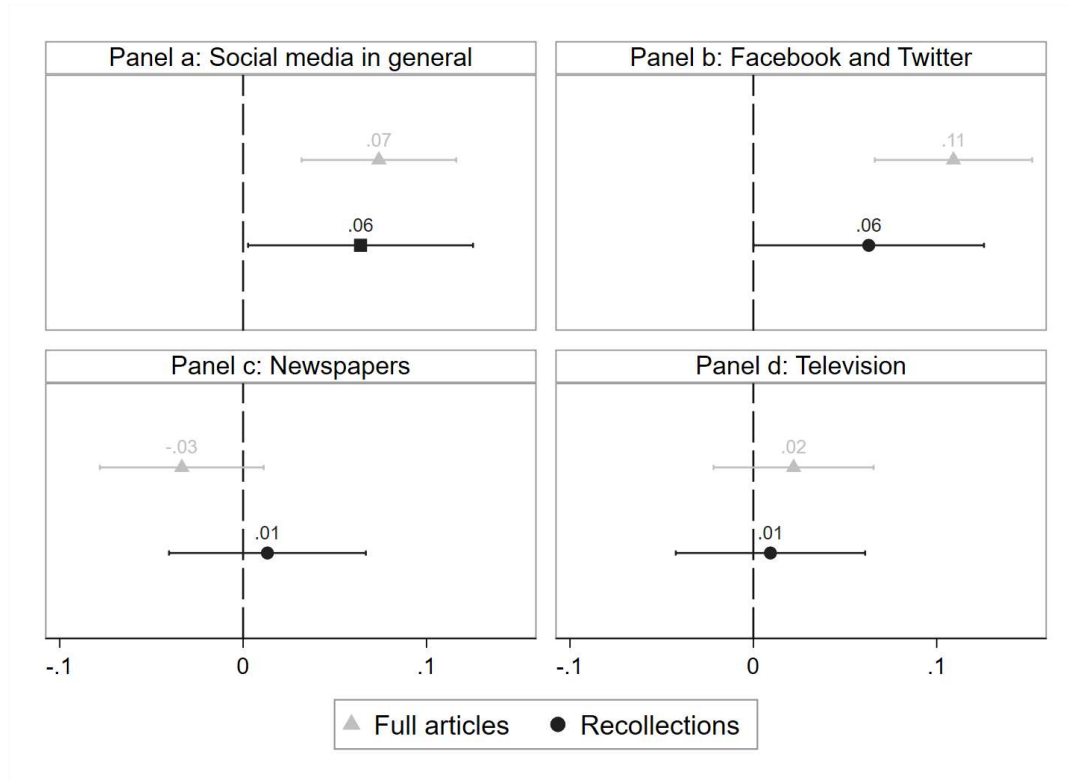 Panel a: Social media in general
.07
.06
Panel b: Facebook and Twitter
.11
.06
Panel c: Newspapers
-.03
.01
Panel d: Television
.02
.01
-.1 0 .1
-.1 0 .1
Full articles Recollections